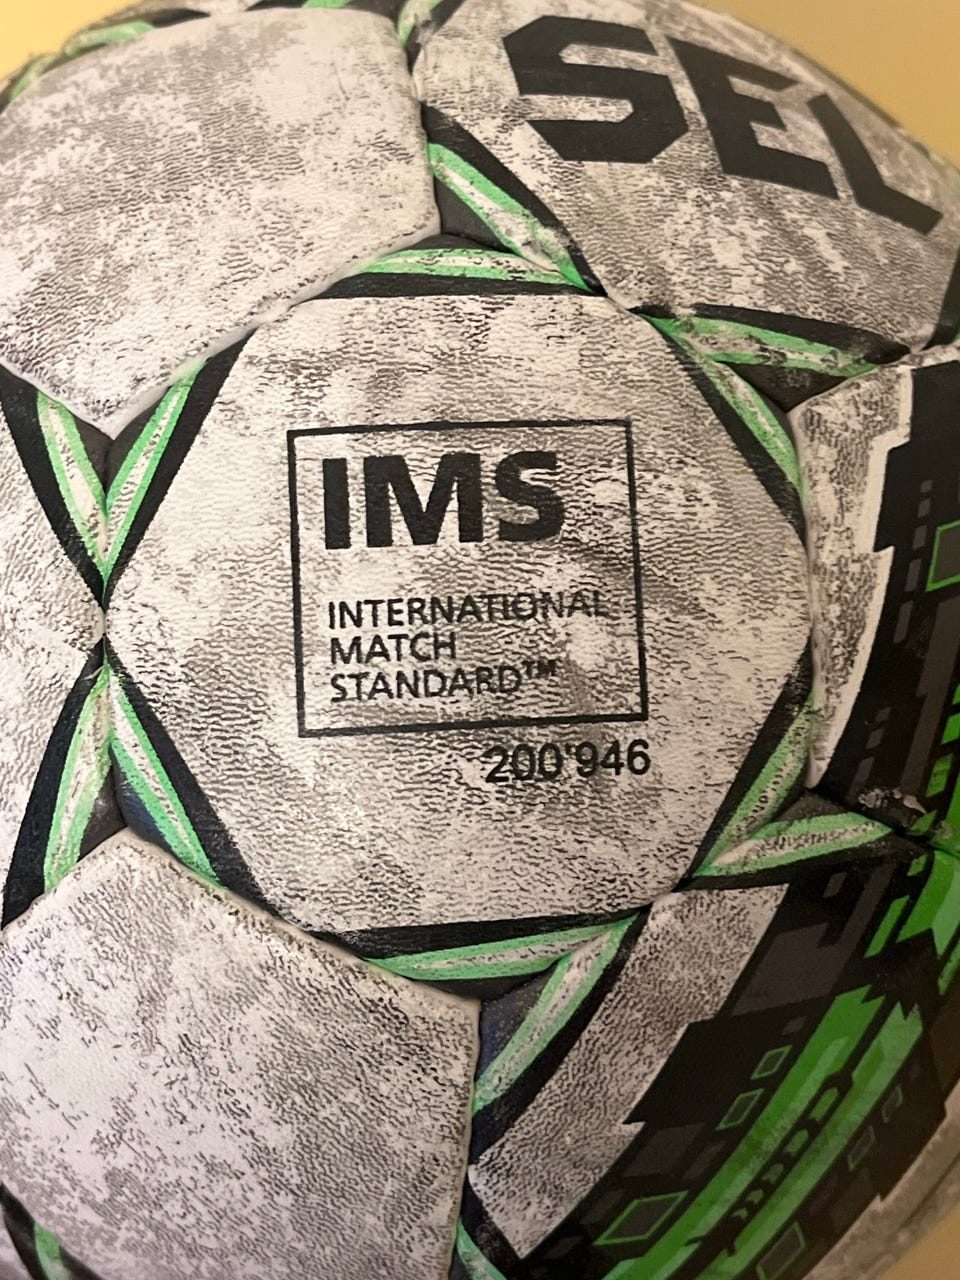 SEL
IMS
INTERNATIONAL
MATCH
STANDARD™
200'946